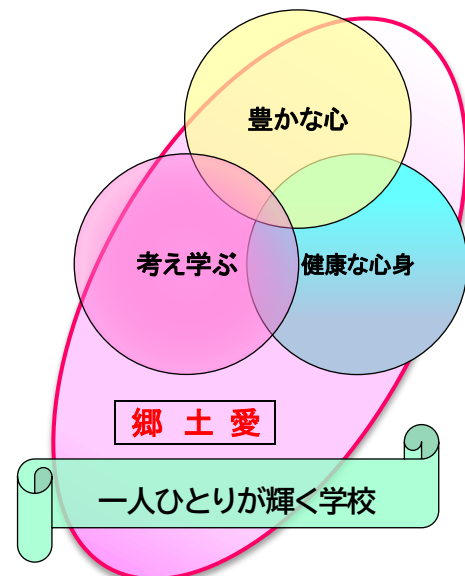 豊かな心
考え学ぶ
健康な心身
郷 土 愛
一人ひとりが輝く学校